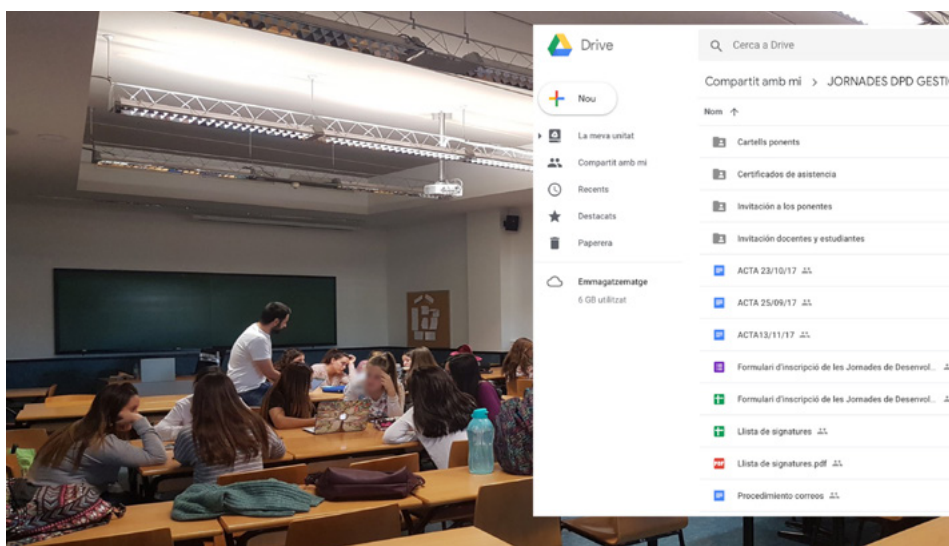 Drive
Cerca a Drive
Compartit amb mi > JORNADES DPD GESTI
Nou
Nom
La meva unitat
Compartit amb mi
Recents
Destacats
Paperera
Emmagatzematge
6 GB utilitzat
Cartells ponents
Certificados de asistencia
Invitación a los ponentes
Invitación docentes y estudiantes
ACTA 23/10/17
ACTA 25/09/17
ACTA13/11/17
Formulari d'inscripció de les Jornades de Desenvol...
Formulari d'inscripció de les Jornades de Desenvol...
Llista de signatures
PDF
Llista de signatures.pdf
Procedimiento correos